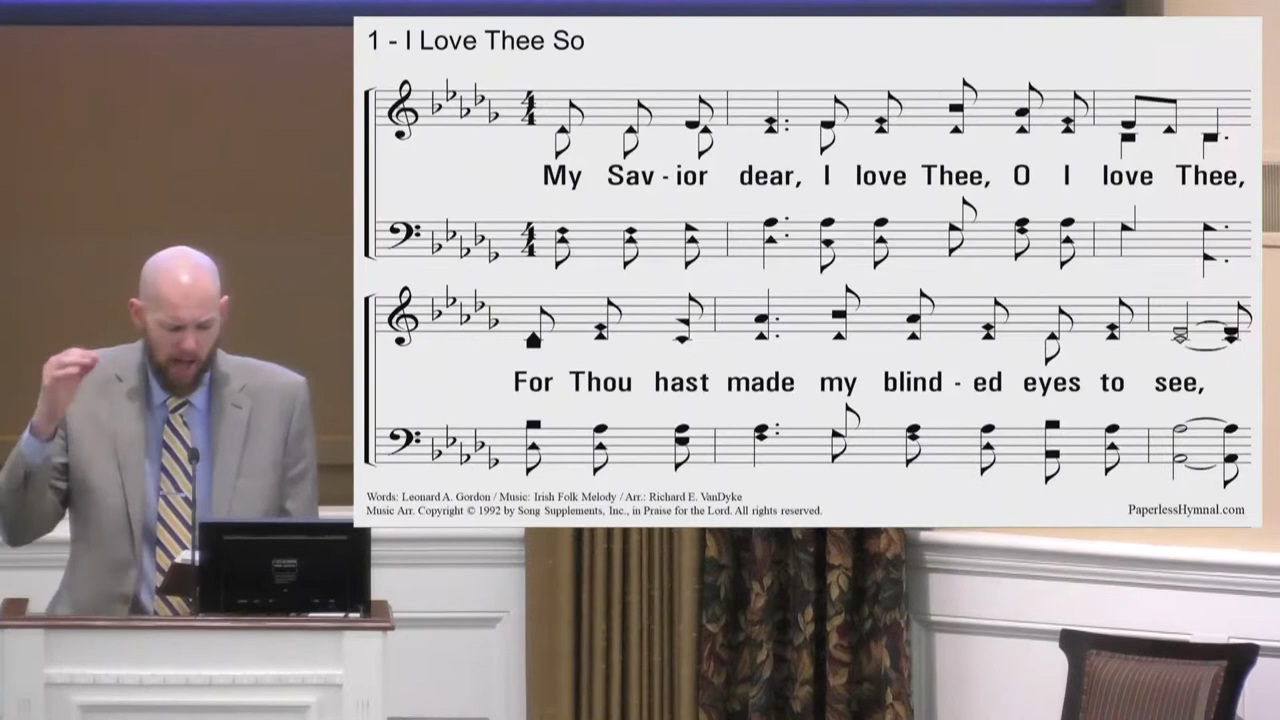 1 - I Love Thee So
My Sav - ior dear, I love Thee, O I love Thee,
For Thou hast made my blind - ed eyes to see,
Words: Leonard A. Gordon / Music: Irish Folk Melody / Arr.: Richard E. VanDyke
Music Arr. Copyright © 1992 by Song Supplements, Inc., in Praise for the Lord. All rights reserved.
PaperlessHymnal.com